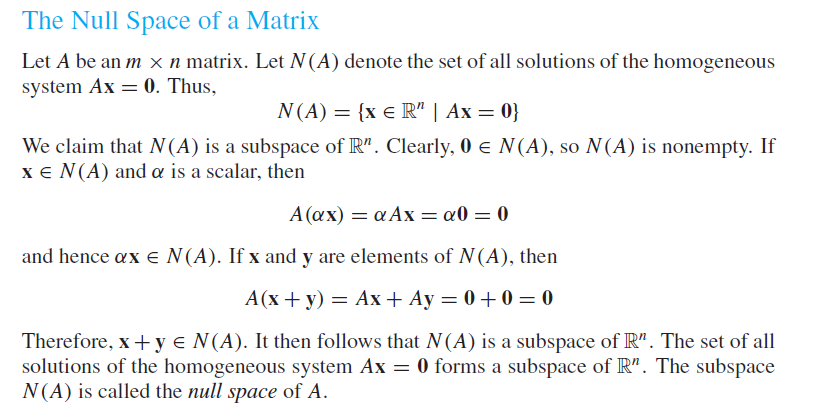 The Null Space of a Matrix
Let A be an m × n matrix. Let N(A) denote the set of all solutions of the homogeneous
system Ax = 0. Thus,
N(A) = {x ∈ ℝⁿ | Ax = 0}
We claim that N(A) is a subspace of ℝⁿ. Clearly, 0 ∈ N(A), so N(A) is nonempty. If
x ∈ N(A) and α is a scalar, then
A(αx) = αAx = α0 = 0
and hence αx ∈ N(A). If x and y are elements of N(A), then
A(x + y) = Ax + Ay = 0 + 0 = 0
Therefore, x + y ∈ N(A). It then follows that N(A) is a subspace of ℝⁿ. The set of all
solutions of the homogeneous system Ax = 0 forms a subspace of ℝⁿ. The subspace
N(A) is called the null space of A.